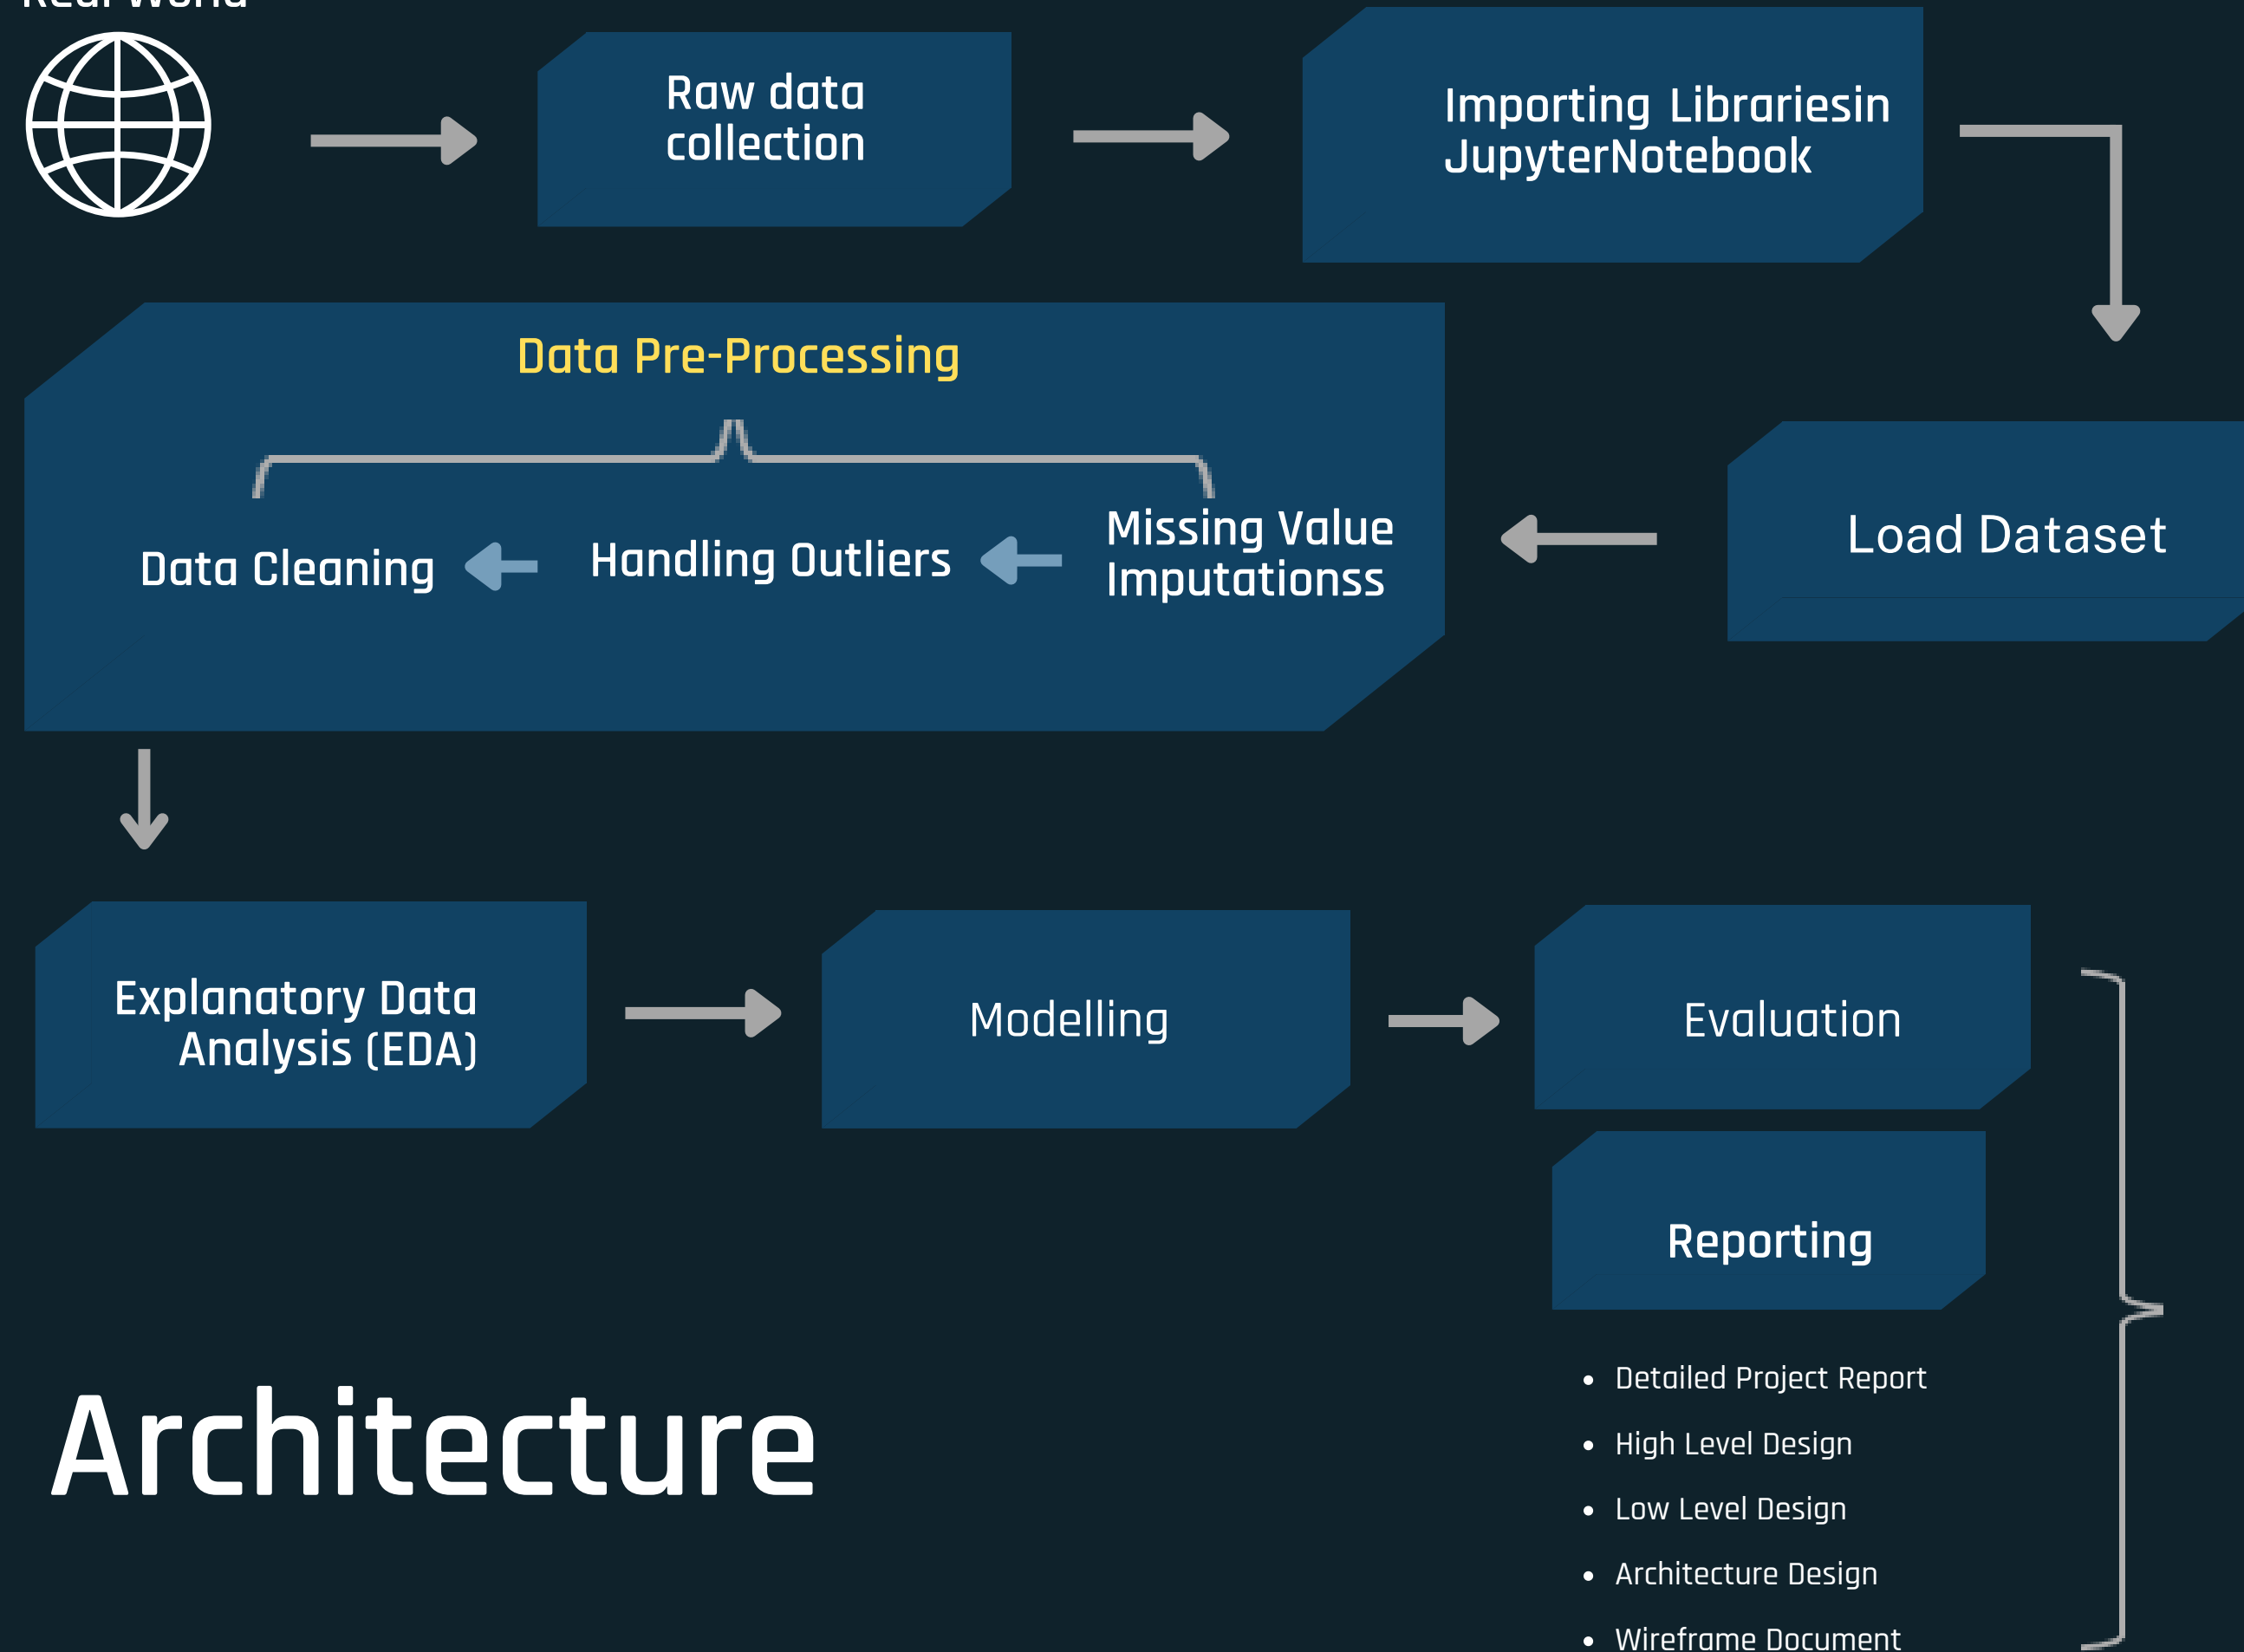 Real World
Raw data
collection
Importing Librariesin
JupyterNotebook
Data Pre-Processing
Missing Value
Imputationss
Handling Outliers
Data Cleaning
Load Dataset
Explanatory Data
Analysis (EDA)
Modelling
Evaluation
Reporting
• Detailed Project Report
• High Level Design
• Low Level Design
• Architecture Design
• Wireframe Document
Architecture